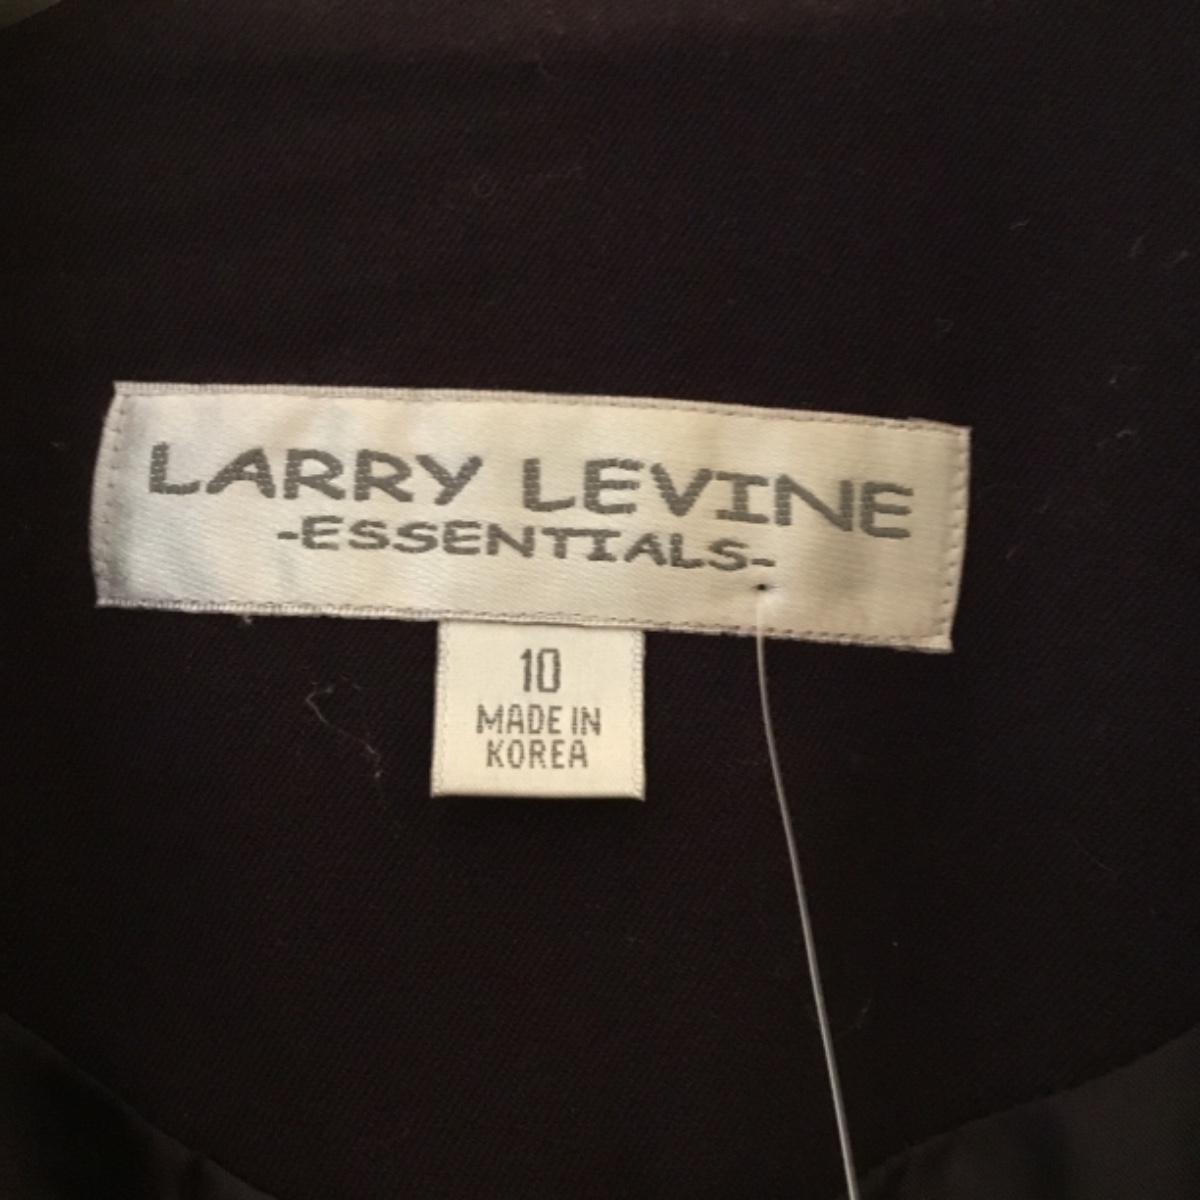 LARRY LEVINE
-ESSENTIALS-
10
MADE IN
KOREA